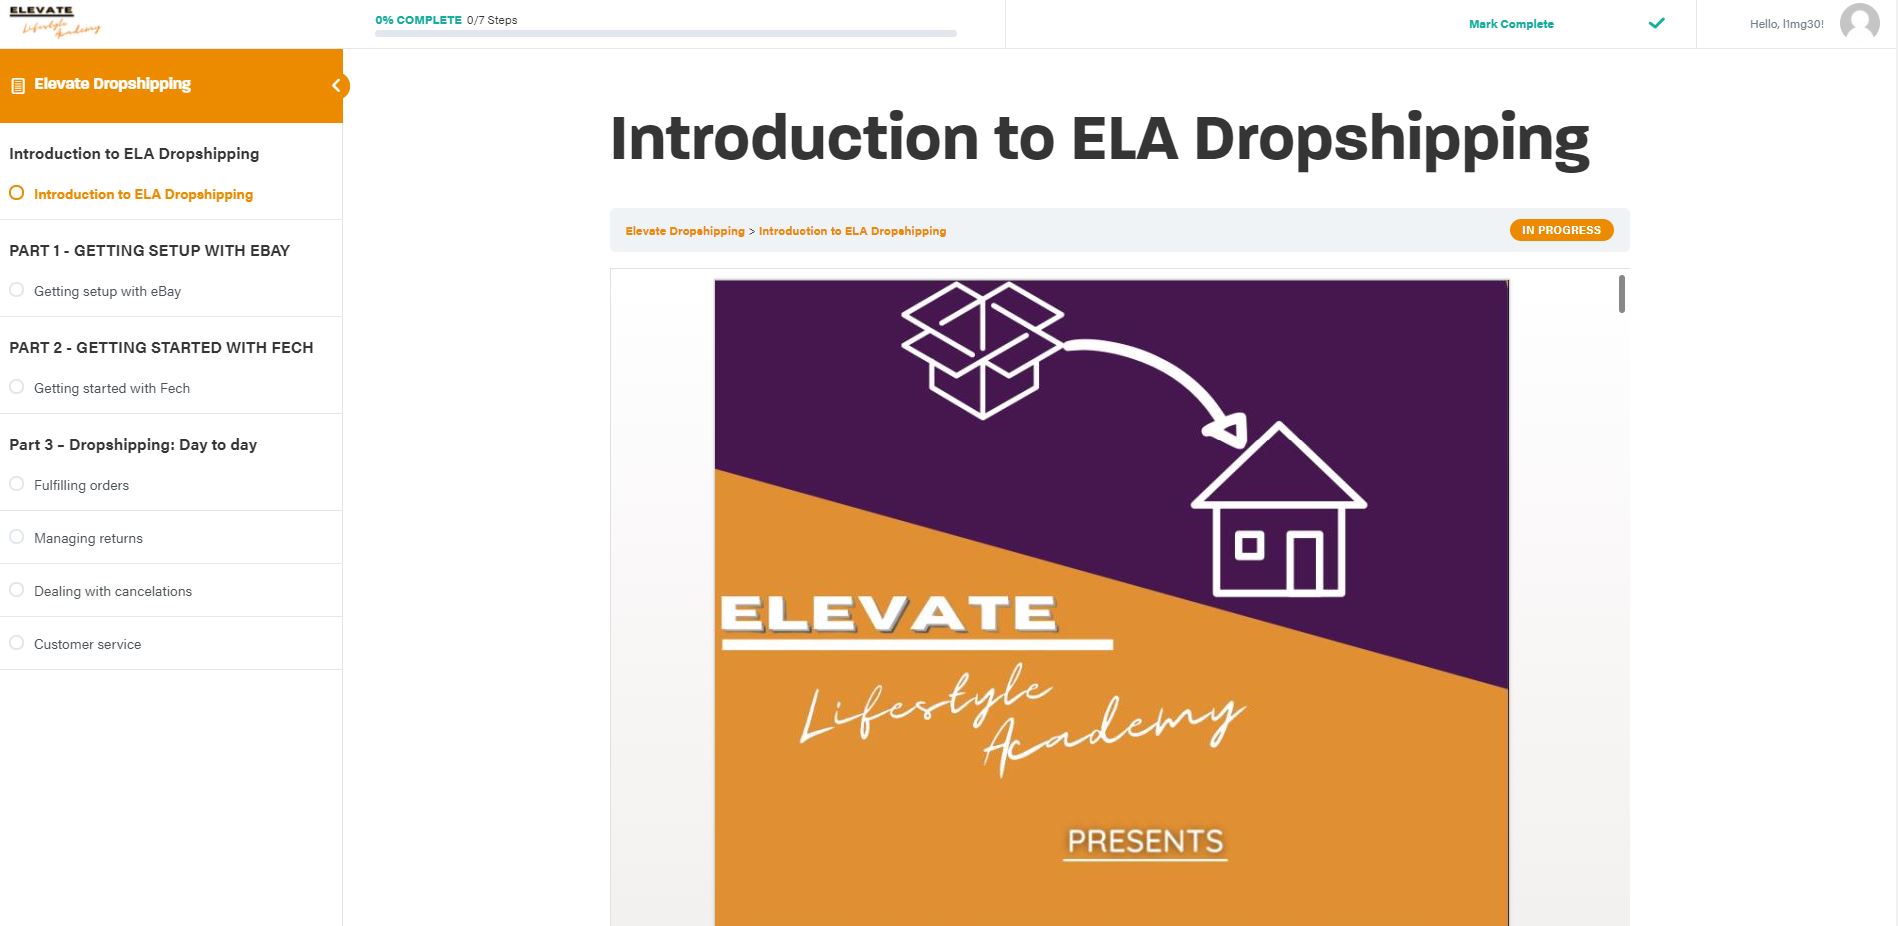 ELEVATE
Lifestyle
Academy
0% COMPLETE 0/7 Steps
Mark Complete
Hello, l1mg30!
Elevate Dropshipping
Introduction to ELA Dropshipping
Introduction to ELA Dropshipping
PART 1 - GETTING SETUP WITH EBAY
Getting setup with eBay
PART 2 - GETTING STARTED WITH FECH
Getting started with Fech
Part 3 – Dropshipping: Day to day
Fulfilling orders
Managing returns
Dealing with cancelations
Customer service
Introduction to ELA Dropshipping
Elevate Dropshipping > Introduction to ELA Dropshipping
IN PROGRESS
ELEVATE
Lifestyle
Academy
PRESENTS